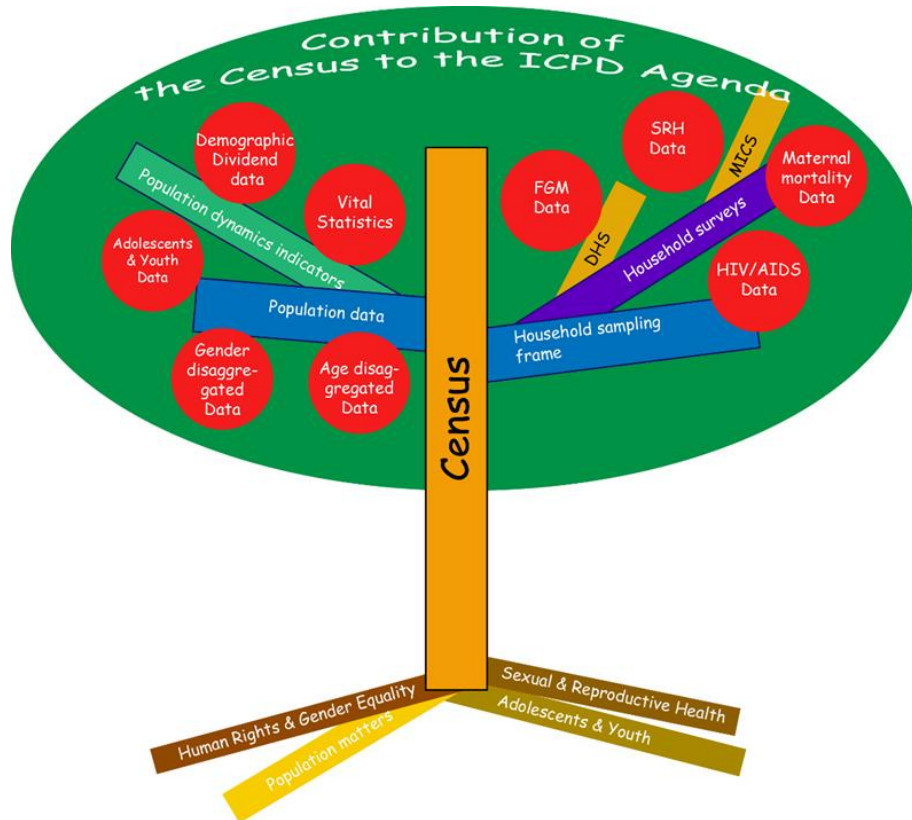 Contribution of
the Census to the ICPD Agenda
Demographic
Dividend
data
Population dynamics indicators
Vital
Statistics
Adolescents
& Youth
Data
Population data
Gender
disaggre-
gated
Data
Age disag-
gregated
Data
Census
FGM
Data
DHS
SRH
Data
MICS
Household surveys
Maternal
mortality
Data
HIV/AIDS
Data
Household sampling
frame
Human Rights & Gender Equality
Population matters
Sexual & Reproductive Health
Adolescents & Youth